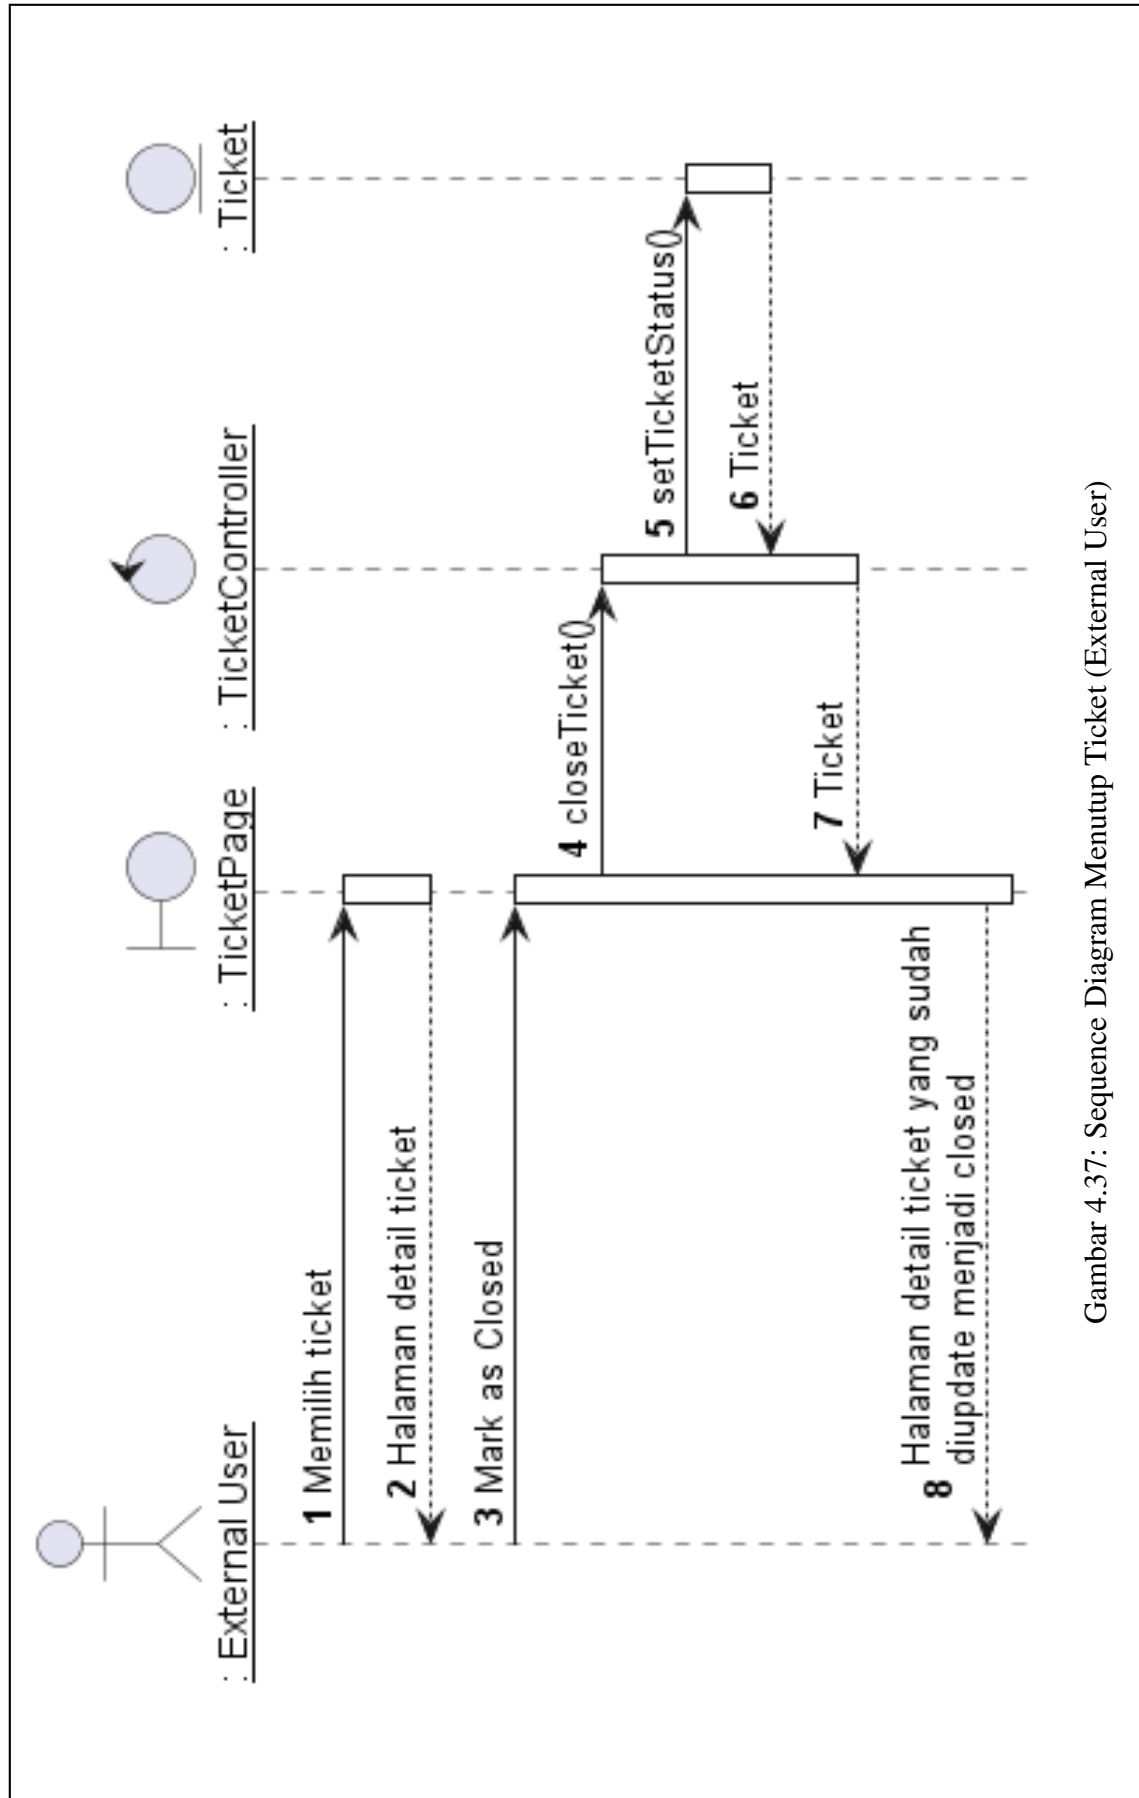 : External User
: TicketPage
: TicketController
: Ticket
1 Memilih ticket
2 Halaman detail ticket
3 Mark as Closed
4 closeTicket()
5 setTicketStatus()
6 Ticket
7 Ticket
Halaman detail ticket yang sudah
8 diupdate menjadi closed
Gambar 4.37: Sequence Diagram Menutup Ticket (External User)